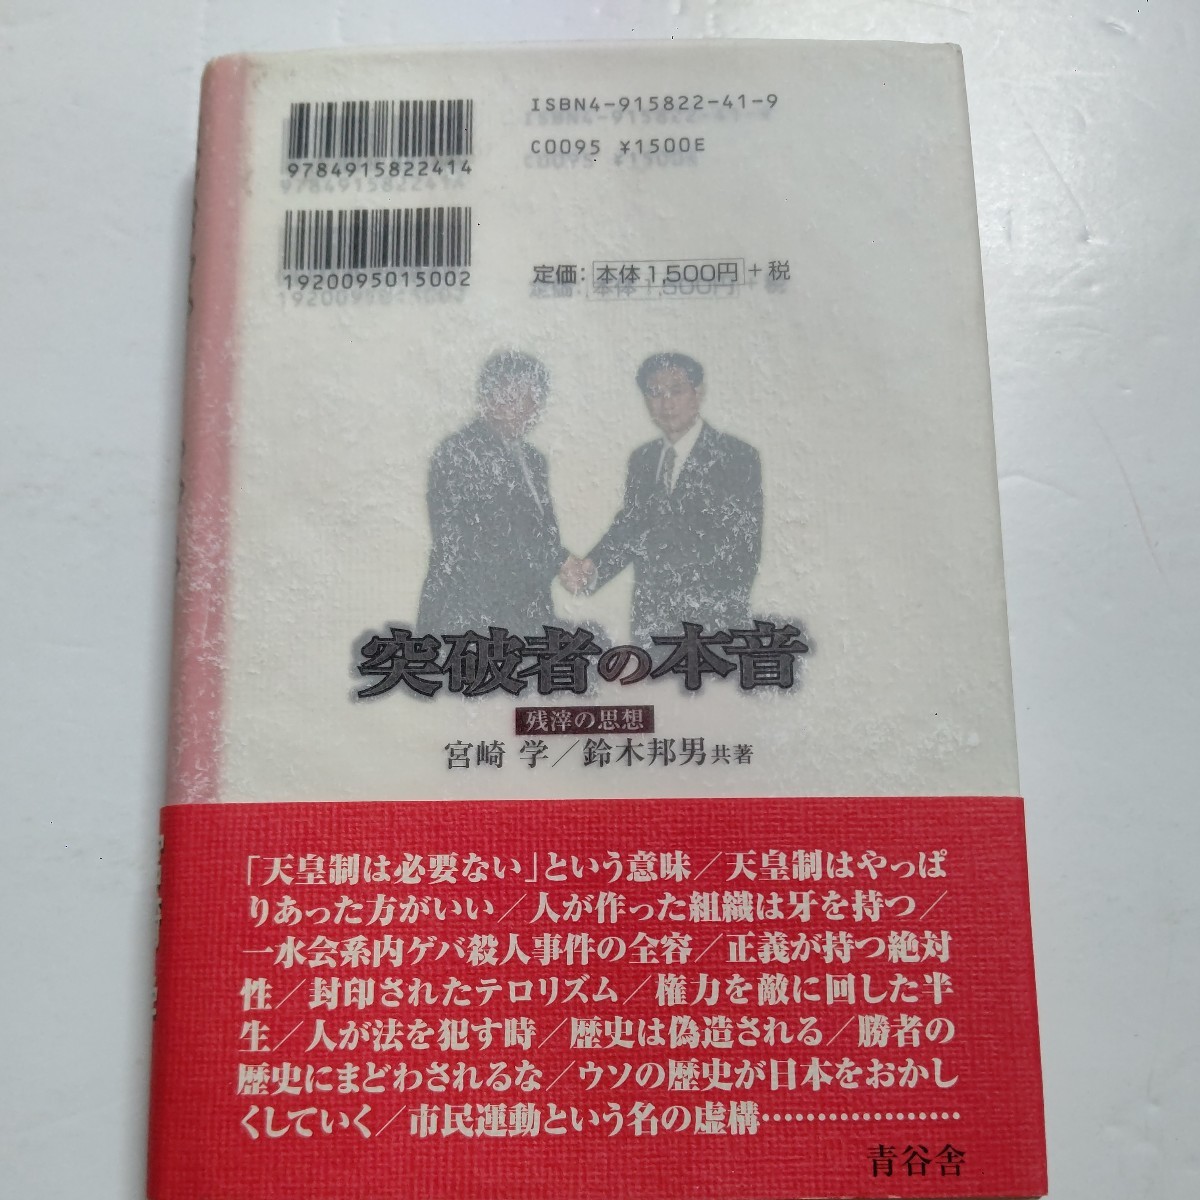 ISBN4-915822-41-9
C0095 ¥1500E
9784915822414
1920095015002
定価：本体1,500円＋税
突破者の本音
残滓の思想
宮崎 学／鈴木邦男共著
「天皇制は必要ない」という意味／天皇制はやっぱ
りあった方がいい／人が作った組織は牙を持つ／
一水会系内ゲバ殺人事件の全容／正義が持つ絶対
性／封印されたテロリズム／権力を敵に回した半
生／人が法を犯す時／歴史は偽造される／勝者の
歴史にまどわされるな／ウソの歴史が日本をおかし
くしていく／市民運動という名の虚構…………………
青谷舎